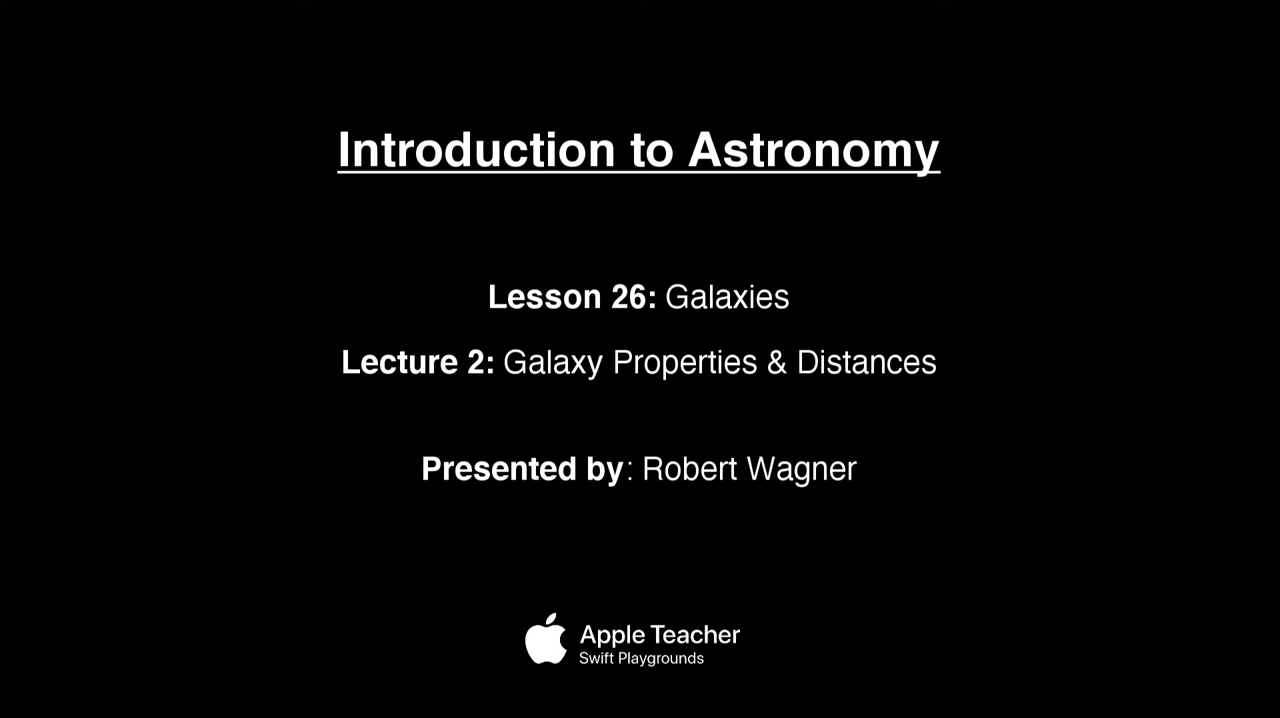 Introduction to Astronomy
Lesson 26: Galaxies
Lecture 2: Galaxy Properties & Distances
Presented by: Robert Wagner
Apple Teacher
Swift Playgrounds